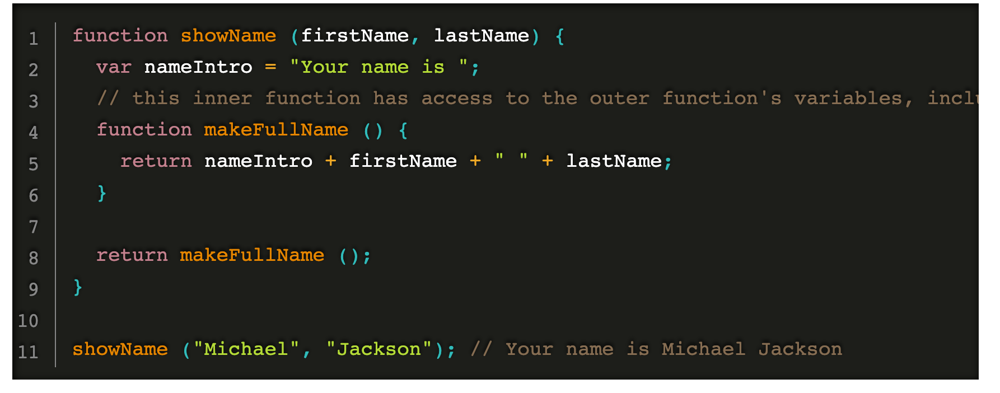 1 function showName (firstName, lastName) {
2 var nameIntro = "Your name is ";
3 // this inner function has access to the outer function's variables,
4 function makeFullName () {
5 return nameIntro + firstName + " " + lastName;
6 }
7
8 return makeFullName ();
9 }
10
11 showName ("Michael", "Jackson"); // Your name is Michael Jackson